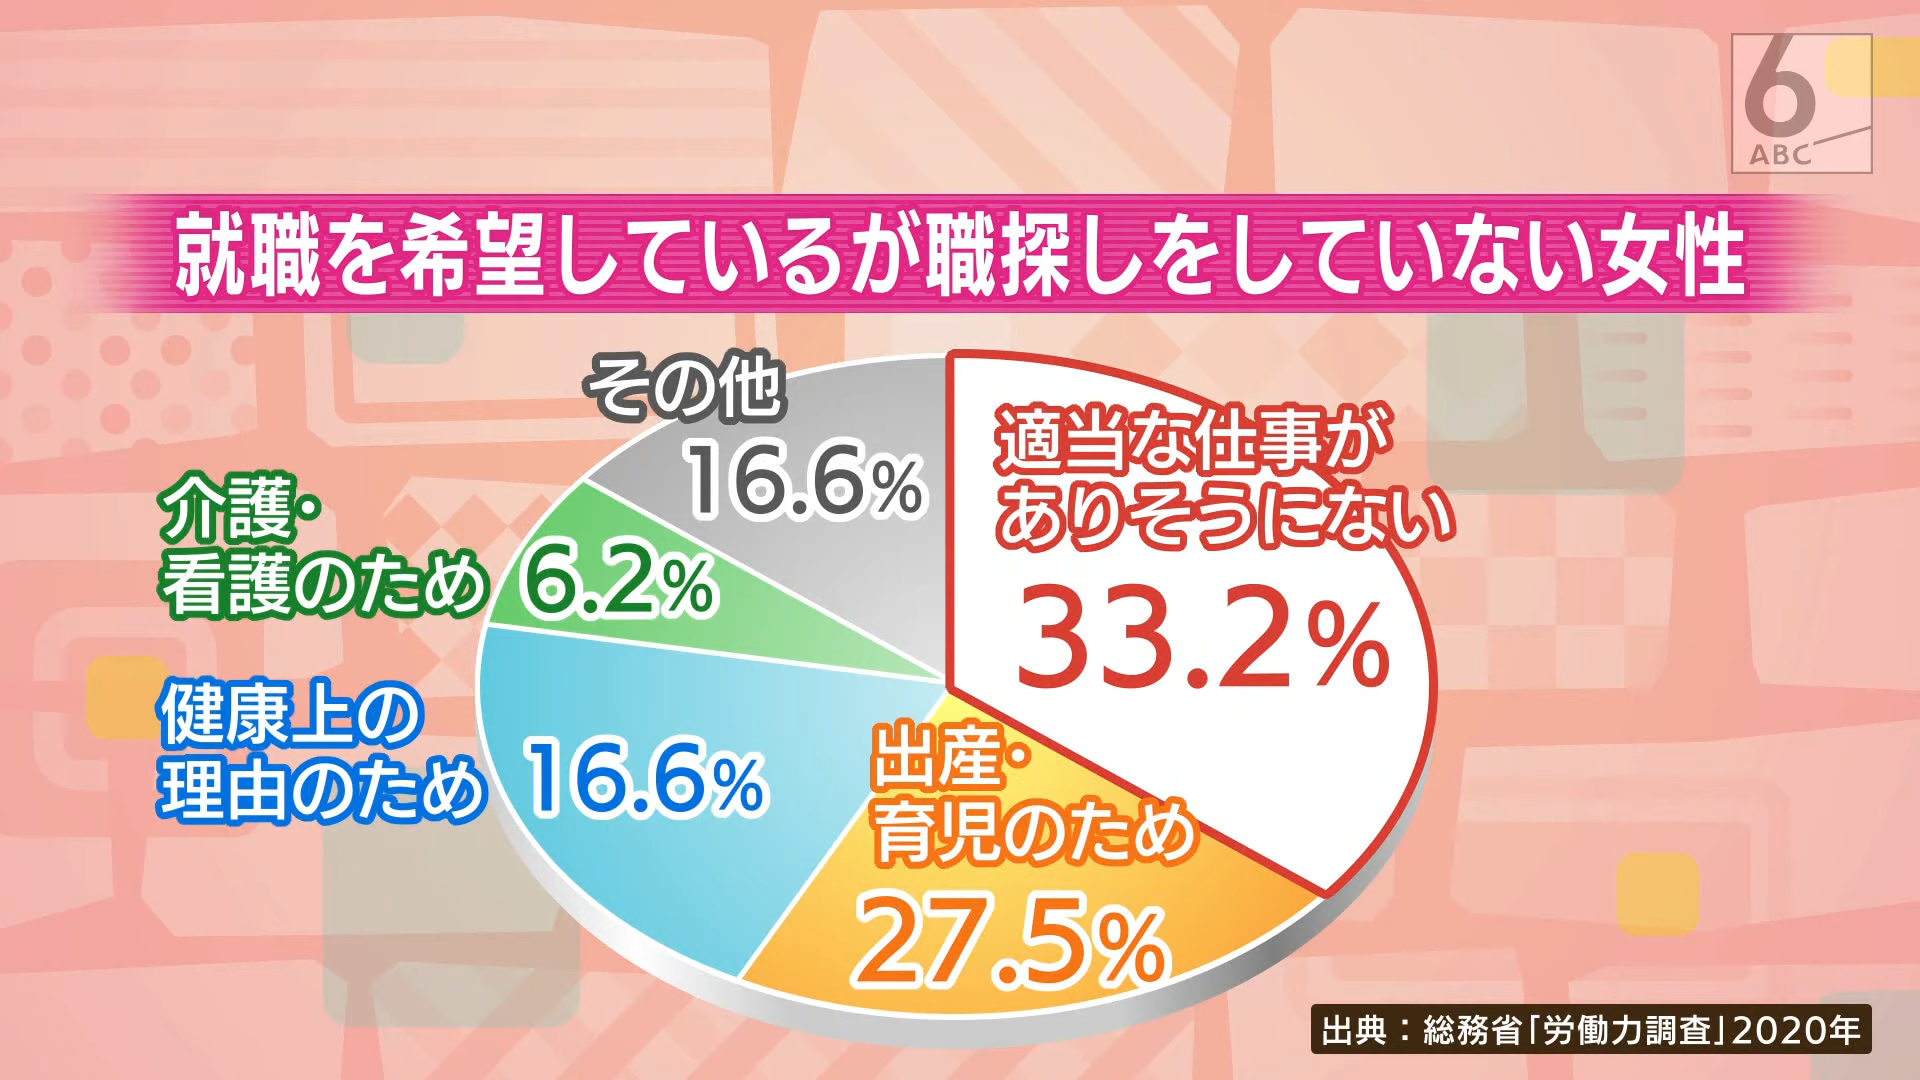 6
ABC
就職を希望しているが職探しをしていない女性
適当な仕事が
ありそうにない
33.2%
出産・
育児のため
27.5%
健康上の
理由のため
16.6%
介護・
看護のため
6.2%
その他
16.6%
出典：総務省「労働力調査」2020年